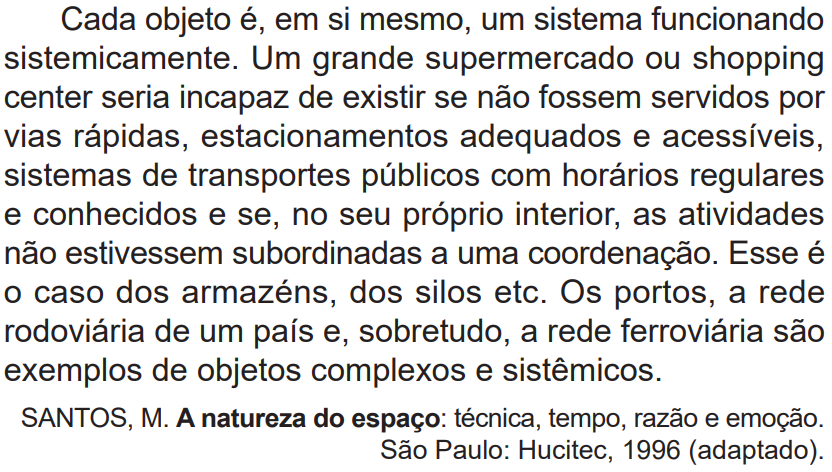 Cada objeto é, em si mesmo, um sistema funcionando
sistemicamente. Um grande supermercado ou shopping
center seria incapaz de existir se não fossem servidos por
vias rápidas, estacionamentos adequados e acessíveis,
sistemas de transportes públicos com horários regulares
e conhecidos e se, no seu próprio interior, as atividades
não estivessem subordinadas a uma coordenação. Esse é
o caso dos armazéns, dos silos etc. Os portos, a rede
rodoviária de um país e, sobretudo, a rede ferroviária são
exemplos de objetos complexos e sistêmicos.
SANTOS, M. A natureza do espaço: técnica, tempo, razão e emoção.
São Paulo: Hucitec, 1996 (adaptado).